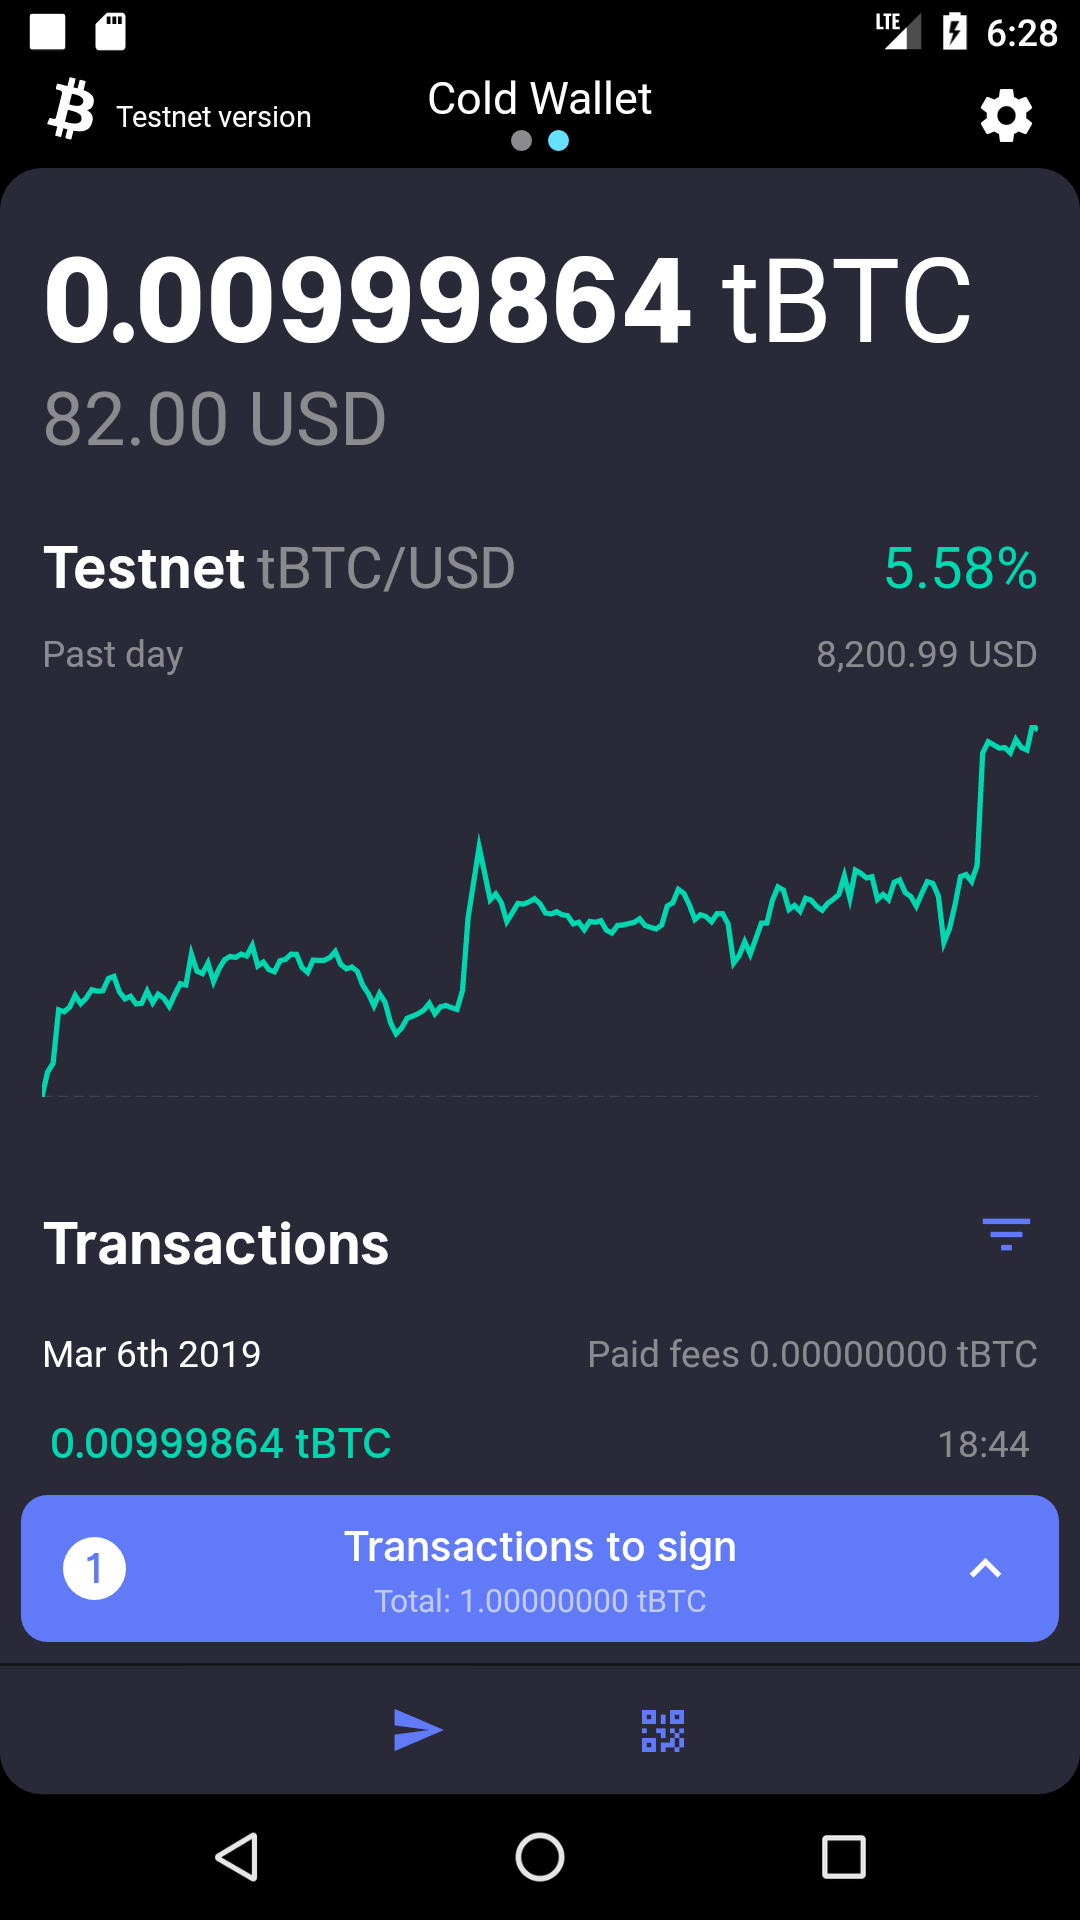 LTE 6:28
Testnet version
Cold Wallet
0.00999864 tBTC
82.00 USD
Testnet tBTC/USD 5.58%
Past day 8,200.99 USD
Transactions
Mar 6th 2019 Paid fees 0.00000000 tBTC
0.00999864 tBTC 18:44
1 Transactions to sign
Total: 1.00000000 tBTC